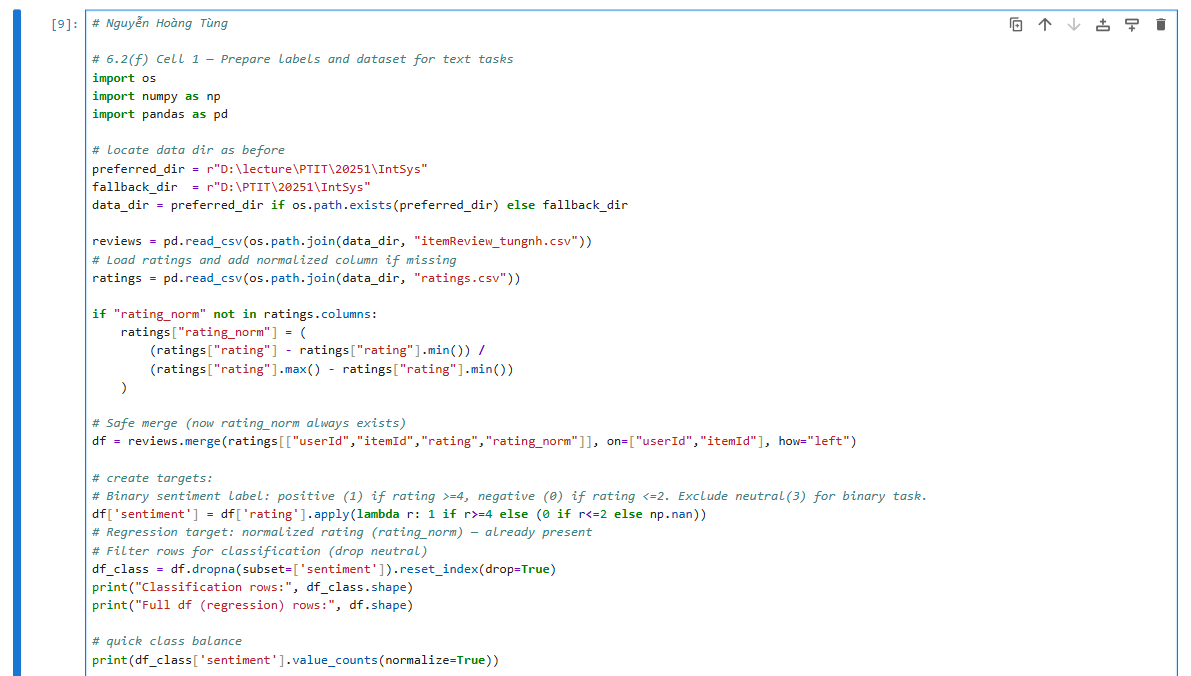 [9]: # Nguyễn Hoàng Tùng
# 6.2(f) Cell 1 — Prepare labels and dataset for text tasks
import os
import numpy as np
import pandas as pd
# locate data dir as before
preferred_dir = r"D:\lecture\PTIT\20251\IntSys"
fallback_dir  = r"D:\PTIT\20251\IntSys"
data_dir = preferred_dir if os.path.exists(preferred_dir) else fallback_dir
reviews = pd.read_csv(os.path.join(data_dir, "itemReview_tungnh.csv"))
# Load ratings and add normalized column if missing
ratings = pd.read_csv(os.path.join(data_dir, "ratings.csv"))
if "rating_norm" not in ratings.columns:
    ratings["rating_norm"] = (
        (ratings["rating"] - ratings["rating"].min()) /
        (ratings["rating"].max() - ratings["rating"].min())
    )
# Safe merge (now rating_norm always exists)
df = reviews.merge(ratings[["userId","itemId","rating","rating_norm"]], on=["userId","itemId"], how="left")
# create targets:
# Binary sentiment label: positive (1) if rating >=4, negative (0) if rating <=2. Exclude neutral(3) for binary task.
df['sentiment'] = df['rating'].apply(lambda r: 1 if r>=4 else (0 if r<=2 else np.nan))
# Regression target: normalized rating (rating_norm) — already present
# Filter rows for classification (drop neutral)
df_class = df.dropna(subset=['sentiment']).reset_index(drop=True)
print("Classification rows:", df_class.shape)
print("Full df (regression) rows:", df.shape)
# quick class balance
print(df_class['sentiment'].value_counts(normalize=True))